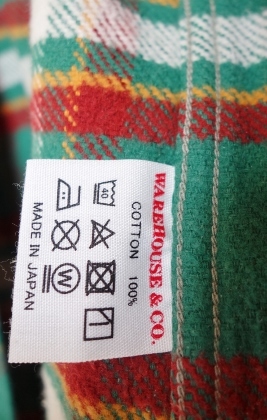 WAREHOUSE & CO.
COTTON 100%
40
W
MADE IN JAPAN